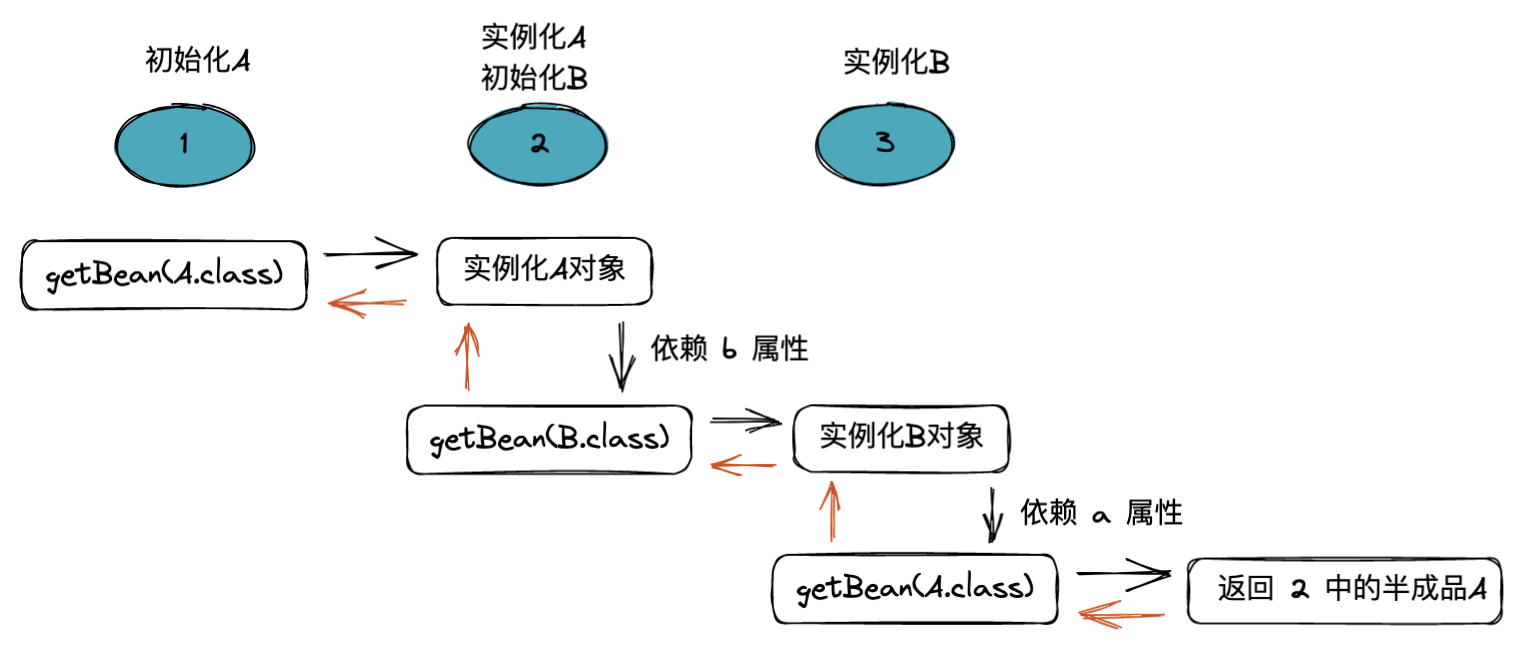 初始化A
实例化A
初始化B
实例化B
1
2
3
getBean(A.class)
实例化A对象
依赖 b 属性
getBean(B.class)
实例化B对象
依赖 a 属性
getBean(A.class)
返回 2 中的半成品A